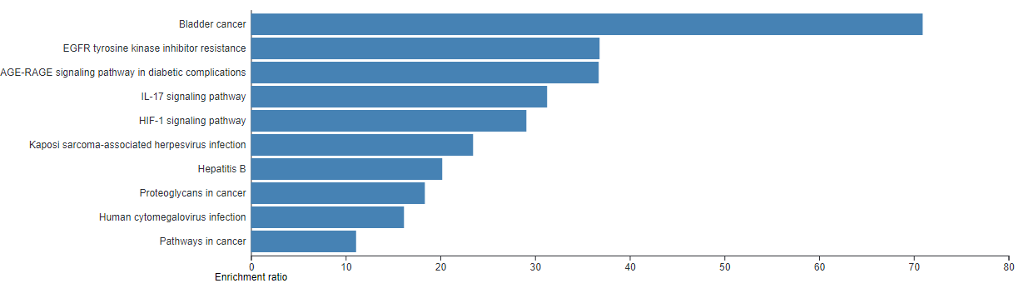 Bladder cancer
EGFR tyrosine kinase inhibitor resistance
AGE-RAGE signaling pathway in diabetic complications
IL-17 signaling pathway
HIF-1 signaling pathway
Kaposi sarcoma-associated herpesvirus infection
Hepatitis B
Proteoglycans in cancer
Human cytomegalovirus infection
Pathways in cancer
0 10 20 30 40 50 60 70 80
Enrichment ratio